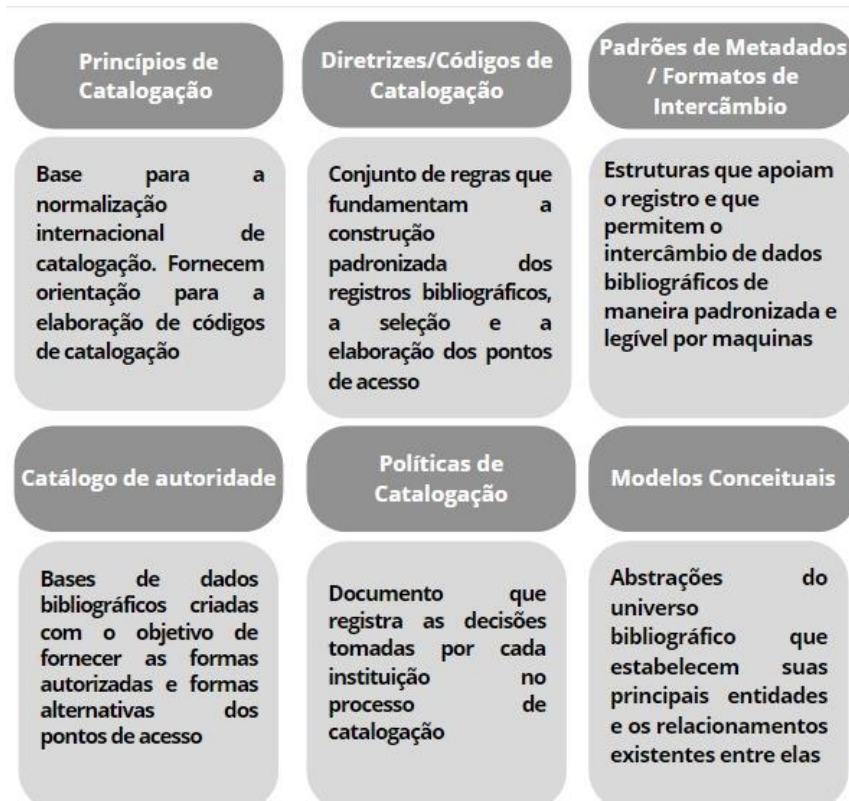 Princípios de
Catalogação
Base para a
normalização
internacional de
catalogação. Fornecem
orientação para a
elaboração de códigos
de catalogação
Diretrizes/Códigos de
Catalogação
Conjunto de regras que
fundamentam a
construção
padronizada dos
registros bibliográficos,
a seleção e a
elaboração dos pontos
de acesso
Padrões de Metadados
/ Formatos de
Intercâmbio
Estruturas que apoiam
o registro e que
permitem o
intercâmbio de dados
bibliográficos de
maneira padronizada e
legível por maquinas
Catálogo de autoridade
Bases de dados
bibliográficos criadas
com o objetivo de
fornecer as formas
autorizadas e formas
alternativas dos
pontos de acesso
Políticas de
Catalogação
Documento que
registra as decisões
tomadas por cada
instituição no
processo de
catalogação
Modelos Conceituais
Abstrações do
universo
bibliográfico que
estabelecem suas
principais entidades
e os relacionamentos
existentes entre elas